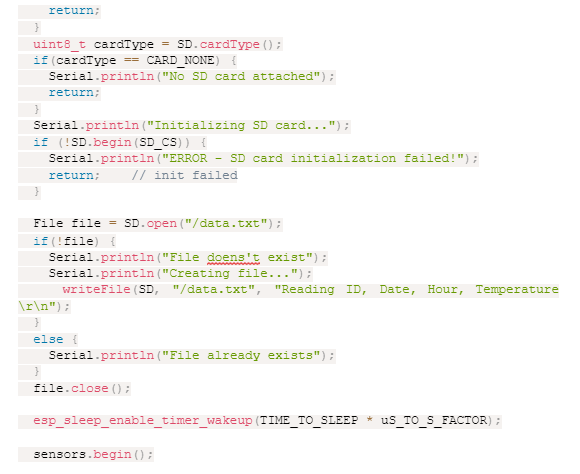 return;
}
uint8_t cardType = SD.cardType();
if(cardType == CARD_NONE) {
Serial.println("No SD card attached");
return;
}
Serial.println("Initializing SD card...");
if (!SD.begin(SD_CS)) {
Serial.println("ERROR - SD card initialization failed!");
return;    // init failed
}
File file = SD.open("/data.txt");
if(!file) {
Serial.println("File doens't exist");
Serial.println("Creating file...");
writeFile(SD, "/data.txt", "Reading ID, Date, Hour, Temperature
\r\n");
}
else {
Serial.println("File already exists");
}
file.close();
esp_sleep_enable_timer_wakeup(TIME_TO_SLEEP * uS_TO_S_FACTOR);
sensors.begin();